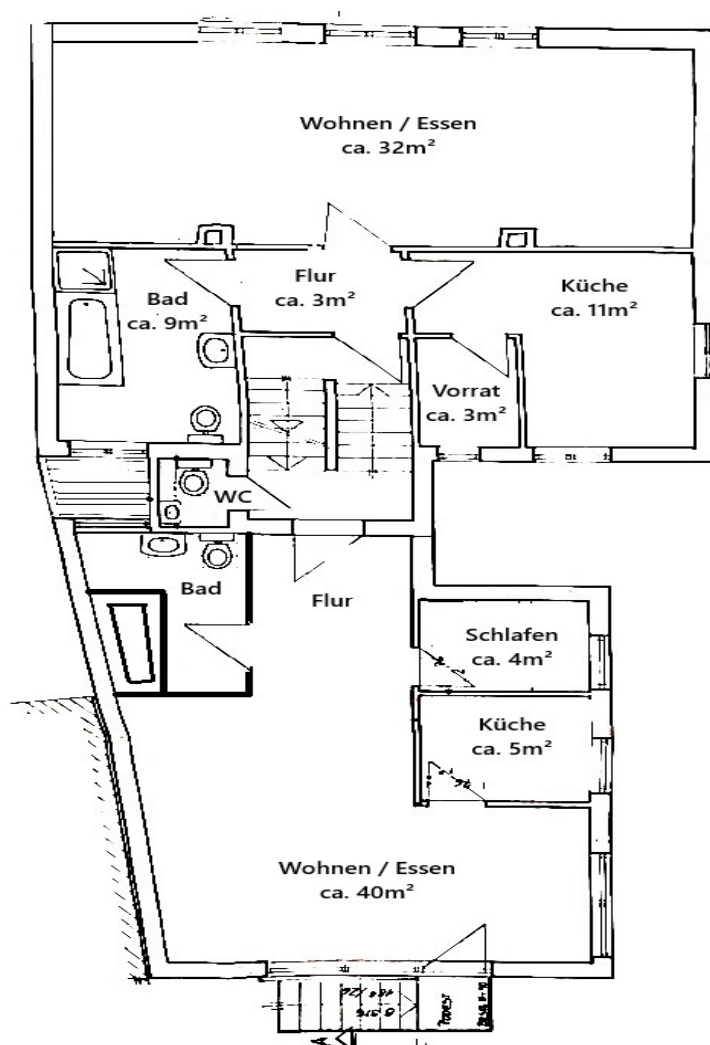 Wohnen / Essen
ca. 32m²
Flur
ca. 3m²
Küche
ca. 11m²
Bad
ca. 9m²
Vorrat
ca. 3m²
WC
Bad
Flur
Schlafen
ca. 4m²
Küche
ca. 5m²
Wohnen / Essen
ca. 40m²
Podest
A